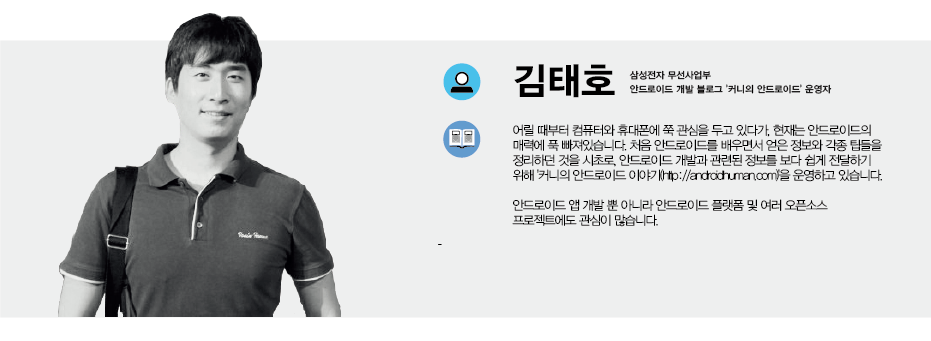 김태호
삼성전자 무선사업부
안드로이드 개발 블로그 '커니의 안드로이드' 운영자
어릴 때부터 컴퓨터와 휴대폰에 쭉 관심을 두고 있다가, 현재는 안드로이드의
매력에 푹 빠져있습니다. 처음 안드로이드를 배우면서 얻은 정보와 각종 팁들을
정리하던 것을 시초로, 안드로이드 개발과 관련된 정보를 보다 쉽게 전달하기
위해 '커니의 안드로이드 이야기(http://androidhuman.com)'을 운영하고 있습니다.
안드로이드 앱 개발 뿐 아니라 안드로이드 플랫폼 및 여러 오픈소스
프로젝트에도 관심이 많습니다.